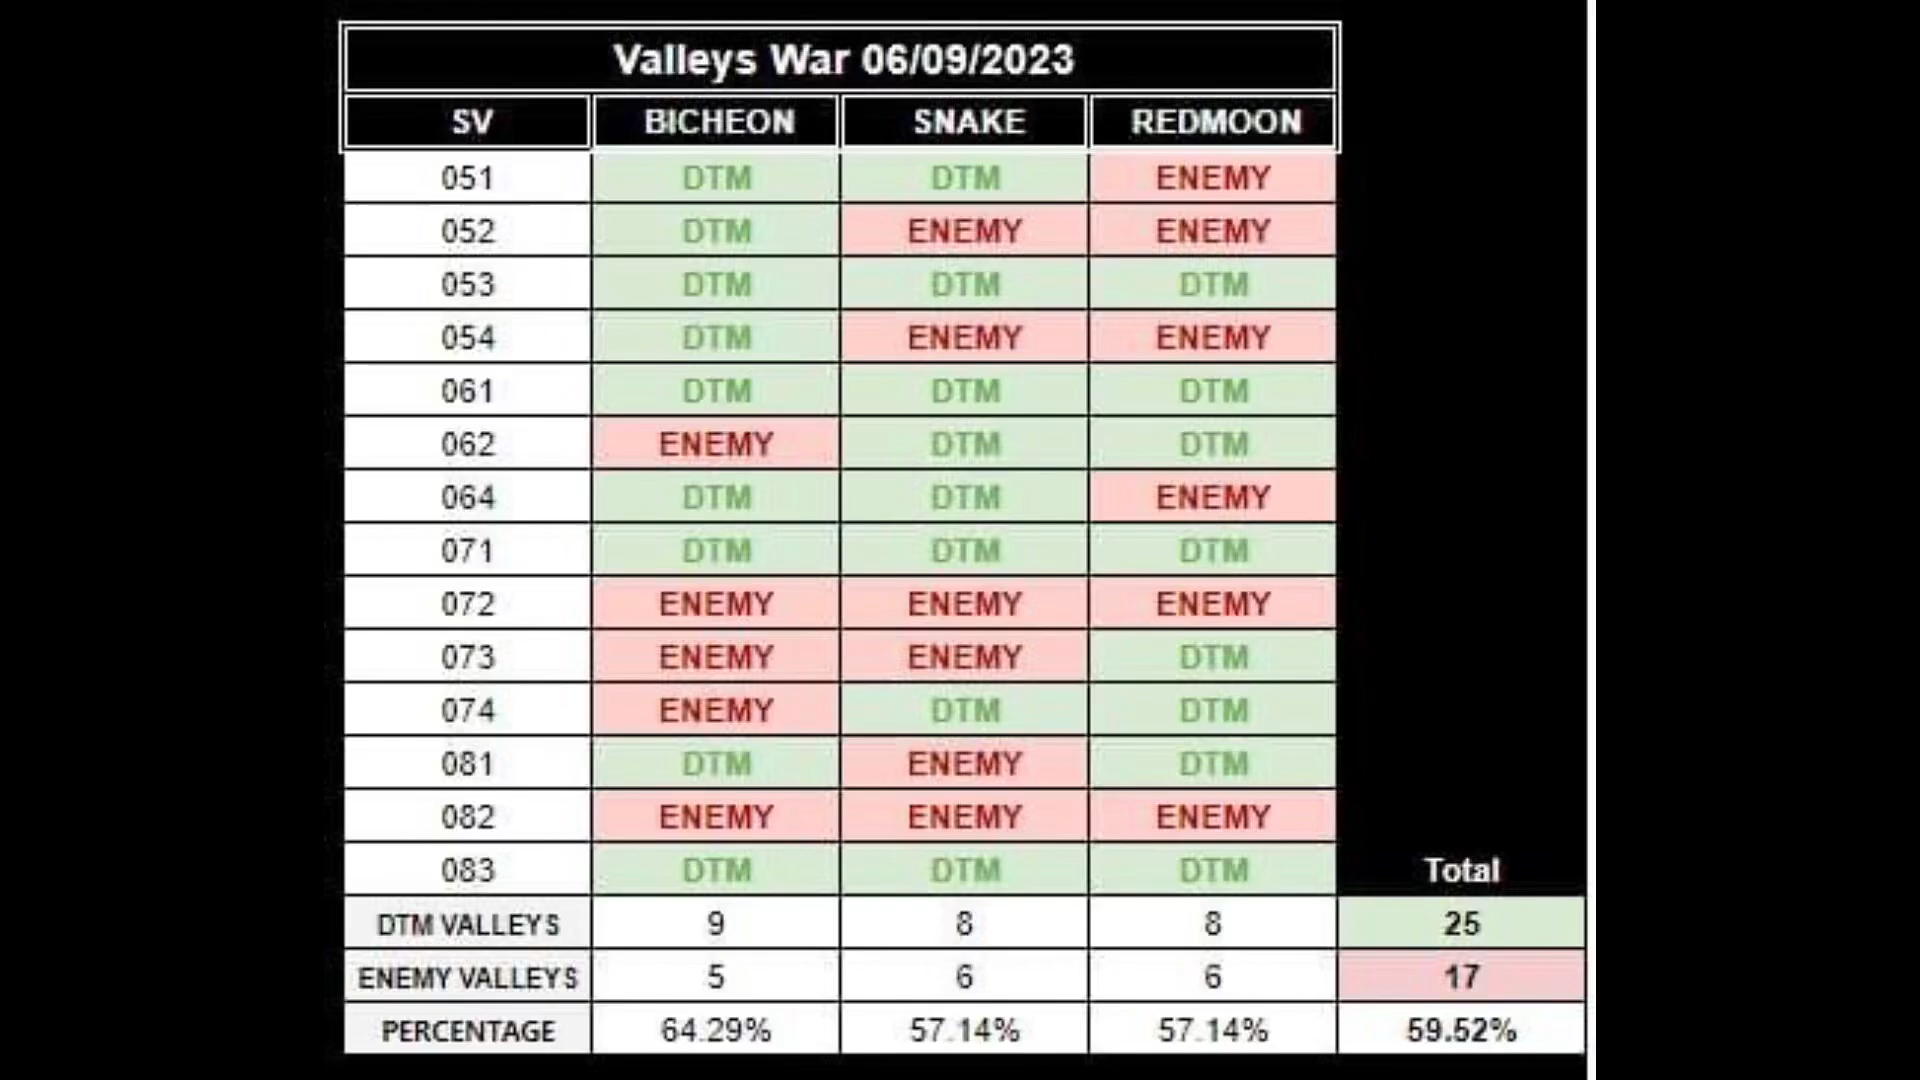 Valleys War 06/09/2023
SV BICHEON SNAKE REDMOON
051 DTM DTM ENEMY
052 DTM ENEMY ENEMY
053 DTM DTM DTM
054 DTM ENEMY ENEMY
061 DTM DTM DTM
062 ENEMY DTM DTM
064 DTM DTM ENEMY
071 DTM DTM DTM
072 ENEMY ENEMY ENEMY
073 ENEMY ENEMY DTM
074 ENEMY DTM DTM
081 DTM ENEMY DTM
082 ENEMY ENEMY ENEMY
083 DTM DTM DTM Total
DTM VALLEYS 9 8 8 25
ENEMY VALLEYS 5 6 6 17
PERCENTAGE 64.29% 57.14% 57.14% 59.52%